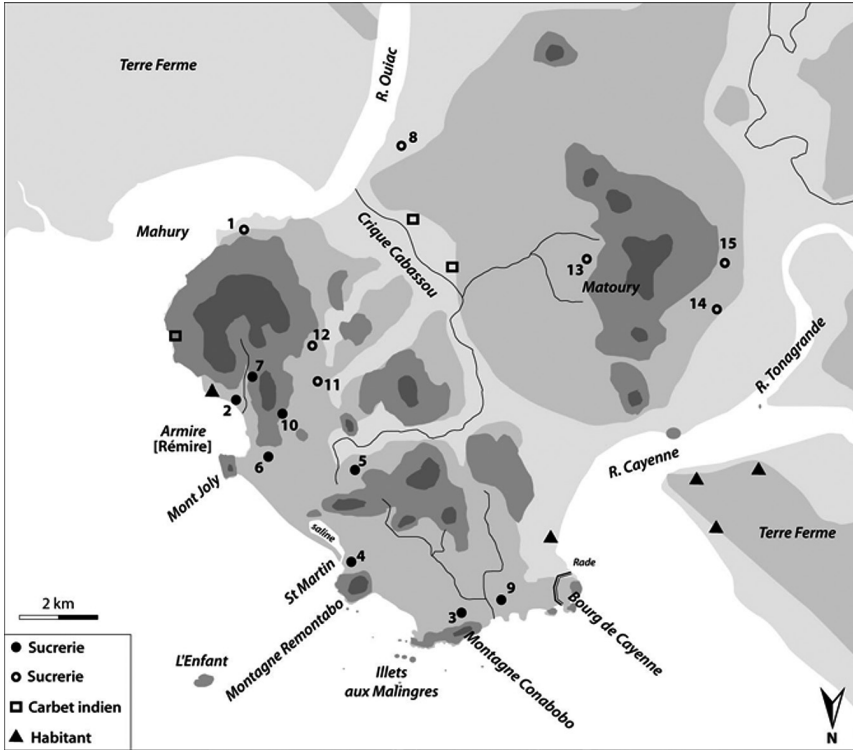 Terre Ferme
R. Ouiac
8
Mahury
1
Crique Cabassou
13
Matoury
15
14
R. Tonagrande
12
7
11
2
10
Armire
[Rémire]
6
5
Mont Joly
R. Cayenne
Terre Ferme
saline
4
St Martin
Rade
9
3
Bourg de Cayenne
Montagne Remontabo
Montagne Conabobo
L'Enfant
Illets
aux Malingres
2 km
Sucrerie
Sucrerie
Carbet indien
Habitant
N